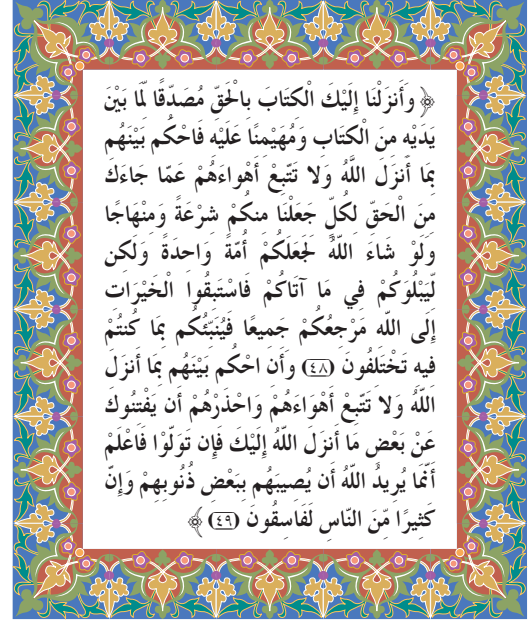 ﴿ وَأَنزَلْنَا إِلَيْكَ الْكِتَابَ بِالْحَقِّ مُصَدِّقًا لِّمَا بَيْنَ
يَدَيْهِ مِنَ الْكِتَابِ وَمُهَيْمِنًا عَلَيْهِ فَاحْكُم بَيْنَهُم
بِمَا أَنزَلَ اللَّهُ وَلا تَتَّبِعْ أَهْوَاءَهُمْ عَمَّا جَاءَكَ
مِنَ الْحَقِّ لِكُلٍّ جَعَلْنَا مِنكُمْ شِرْعَةً وَمِنْهَاجًا
وَلَوْ شَاءَ اللَّهُ لَجَعَلَكُمْ أُمَّةً وَاحِدَةً وَلَكِن
لِّيَبْلُوَكُمْ فِي مَا آتَاكُمْ فَاسْتَبِقُوا الْخَيْرَاتِ
إِلَى اللَّهِ مَرْجِعُكُمْ جَمِيعًا فَيُنَبِّئُكُم بِمَا كُنتُمْ
فِيهِ تَخْتَلِفُونَ (٤٨) وَأَنِ احْكُم بَيْنَهُم بِمَا أَنزَلَ
اللَّهُ وَلا تَتَّبِعْ أَهْوَاءَهُمْ وَاحْذَرْهُمْ أَن يَفْتِنُوكَ
عَنْ بَعْضِ مَا أَنزَلَ اللَّهُ إِلَيْكَ فَإِن تَوَلَّوْا فَاعْلَمْ
أَنَّمَا يُرِيدُ اللَّهُ أَن يُصِيبَهُم بِبَعْضِ ذُنُوبِهِمْ وَإِنَّ
كَثِيرًا مِّنَ النَّاسِ لَفَاسِقُونَ (٤٩) ﴾